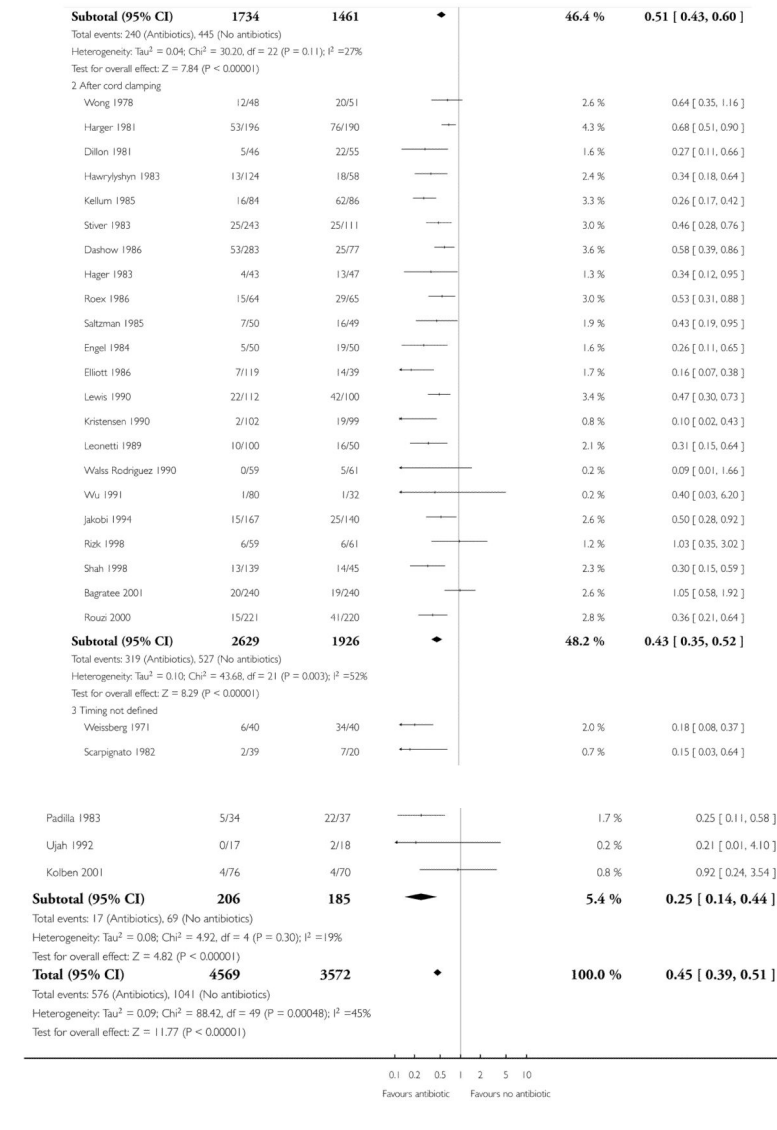 Subtotal (95% CI) 1734 1461 46.4 % 0.51 [ 0.43, 0.60 ]
Total events: 240 (Antibiotics), 445 (No antibiotics)
Heterogeneity: Tau² = 0.04; Chi² = 30.20, df = 22 (P = 0.11); I² =27%
Test for overall effect: Z = 7.84 (P < 0.00001)
2 After cord clamping
Wong 1978 12/48 20/51 2.6 % 0.64 [ 0.35, 1.16 ]
Harger 1981 53/196 76/190 4.3 % 0.68 [ 0.51, 0.90 ]
Dillon 1981 5/46 22/55 1.6 % 0.27 [ 0.11, 0.66 ]
Hawrylyshyn 1983 13/124 18/58 2.4 % 0.34 [ 0.18, 0.64 ]
Kellum 1985 16/84 62/86 3.3 % 0.26 [ 0.17, 0.42 ]
Stiver 1983 25/243 25/111 3.0 % 0.46 [ 0.28, 0.76 ]
Dashow 1986 53/283 25/77 3.6 % 0.58 [ 0.39, 0.86 ]
Hager 1983 4/43 13/47 1.3 % 0.34 [ 0.12, 0.95 ]
Roex 1986 15/64 29/65 3.0 % 0.53 [ 0.31, 0.88 ]
Saltzman 1985 7/50 16/49 1.9 % 0.43 [ 0.19, 0.95 ]
Engel 1984 5/50 19/50 1.6 % 0.26 [ 0.11, 0.65 ]
Elliott 1986 7/119 14/39 1.7 % 0.16 [ 0.07, 0.38 ]
Lewis 1990 22/112 42/100 3.4 % 0.47 [ 0.30, 0.73 ]
Kristensen 1990 2/102 19/99 0.8 % 0.10 [ 0.02, 0.43 ]
Leonetti 1989 10/100 16/50 2.1 % 0.31 [ 0.15, 0.64 ]
Walss Rodriguez 1990 0/59 5/61 0.2 % 0.09 [ 0.01, 1.66 ]
Wu 1991 1/80 1/32 0.2 % 0.40 [ 0.03, 6.20 ]
Jakobi 1994 15/167 25/140 2.6 % 0.50 [ 0.28, 0.92 ]
Rizk 1998 6/59 6/61 1.2 % 1.03 [ 0.35, 3.02 ]
Shah 1998 13/139 14/45 2.3 % 0.30 [ 0.15, 0.59 ]
Bagratee 2001 20/240 19/240 2.6 % 1.05 [ 0.58, 1.92 ]
Rouzi 2000 15/221 41/220 2.8 % 0.36 [ 0.21, 0.64 ]
Subtotal (95% CI) 2629 1926 48.2 % 0.43 [ 0.35, 0.52 ]
Total events: 319 (Antibiotics), 527 (No antibiotics)
Heterogeneity: Tau² = 0.10; Chi² = 43.68, df = 21 (P = 0.003); I² =52%
Test for overall effect: Z = 8.29 (P < 0.00001)
3 Timing not defined
Weissberg 1971 6/40 34/40 2.0 % 0.18 [ 0.08, 0.37 ]
Scarpignato 1982 2/39 7/20 0.7 % 0.15 [ 0.03, 0.64 ]
Padilla 1983 5/34 22/37 1.7 % 0.25 [ 0.11, 0.58 ]
Ujah 1992 0/17 2/18 0.2 % 0.21 [ 0.01, 4.10 ]
Kolben 2001 4/76 4/70 0.8 % 0.92 [ 0.24, 3.54 ]
Subtotal (95% CI) 206 185 5.4 % 0.25 [ 0.14, 0.44 ]
Total events: 17 (Antibiotics), 69 (No antibiotics)
Heterogeneity: Tau² = 0.08; Chi² = 4.92, df = 4 (P = 0.30); I² =19%
Test for overall effect: Z = 4.82 (P < 0.00001)
Total (95% CI) 4569 3572 100.0 % 0.45 [ 0.39, 0.51 ]
Total events: 576 (Antibiotics), 1041 (No antibiotics)
Heterogeneity: Tau² = 0.09; Chi² = 88.42, df = 49 (P = 0.00048); I² =45%
Test for overall effect: Z = 11.77 (P < 0.00001)
0.1 0.2 0.5 1 2 5 10
Favours antibiotic Favours no antibiotic